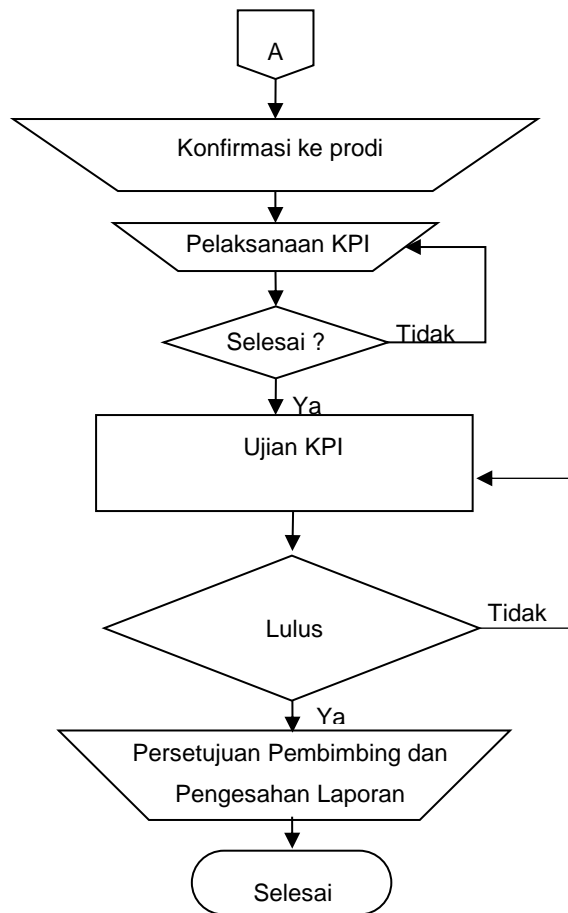 A
Konfirmasi ke prodi
Pelaksanaan KPI
Selesai ?
Tidak
Ya
Ujian KPI
Lulus
Tidak
Ya
Persetujuan Pembimbing dan
Pengesahan Laporan
Selesai